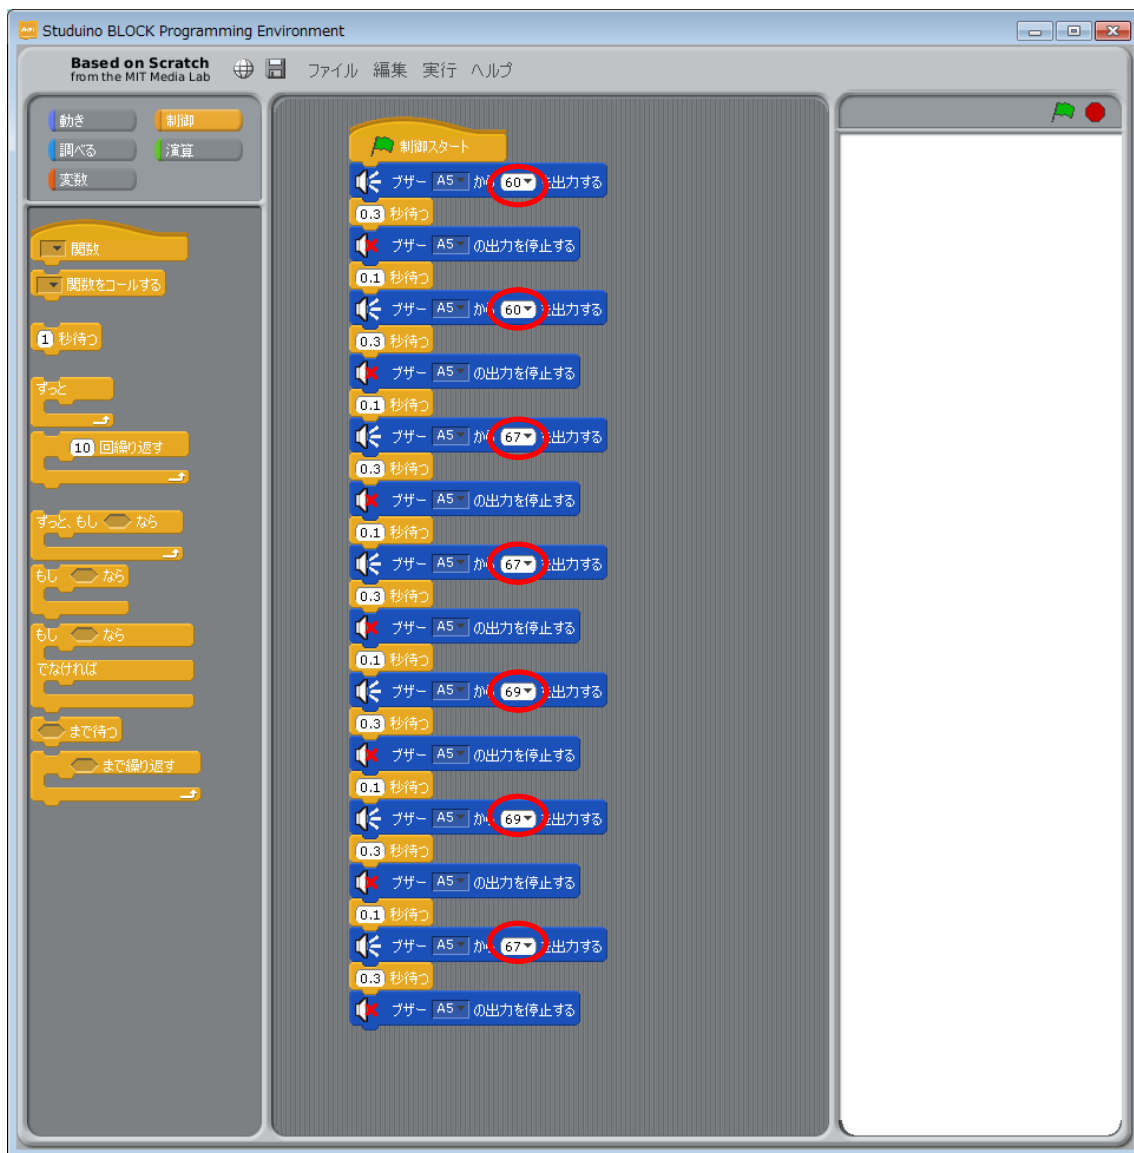 Studuino BLOCK Programming Environment
Based on Scratch
from the MIT Media Lab
ファイル 編集 実行 ヘルプ
動き 制御
調べる 演算
変数
関数
関数をコールする
1 秒待つ
ずっと
10 回繰り返す
ずっと、もし なら
もし なら
もし なら
でなければ
まで待つ
まで繰り返す
制御スタート
ブザー A5 から 60 を出力する
0.3 秒待つ
ブザー A5 の出力を停止する
0.1 秒待つ
ブザー A5 から 60 を出力する
0.3 秒待つ
ブザー A5 の出力を停止する
0.1 秒待つ
ブザー A5 から 67 を出力する
0.3 秒待つ
ブザー A5 の出力を停止する
0.1 秒待つ
ブザー A5 から 67 を出力する
0.3 秒待つ
ブザー A5 の出力を停止する
0.1 秒待つ
ブザー A5 から 69 を出力する
0.3 秒待つ
ブザー A5 の出力を停止する
0.1 秒待つ
ブザー A5 から 69 を出力する
0.3 秒待つ
ブザー A5 の出力を停止する
0.1 秒待つ
ブザー A5 から 67 を出力する
0.3 秒待つ
ブザー A5 の出力を停止する